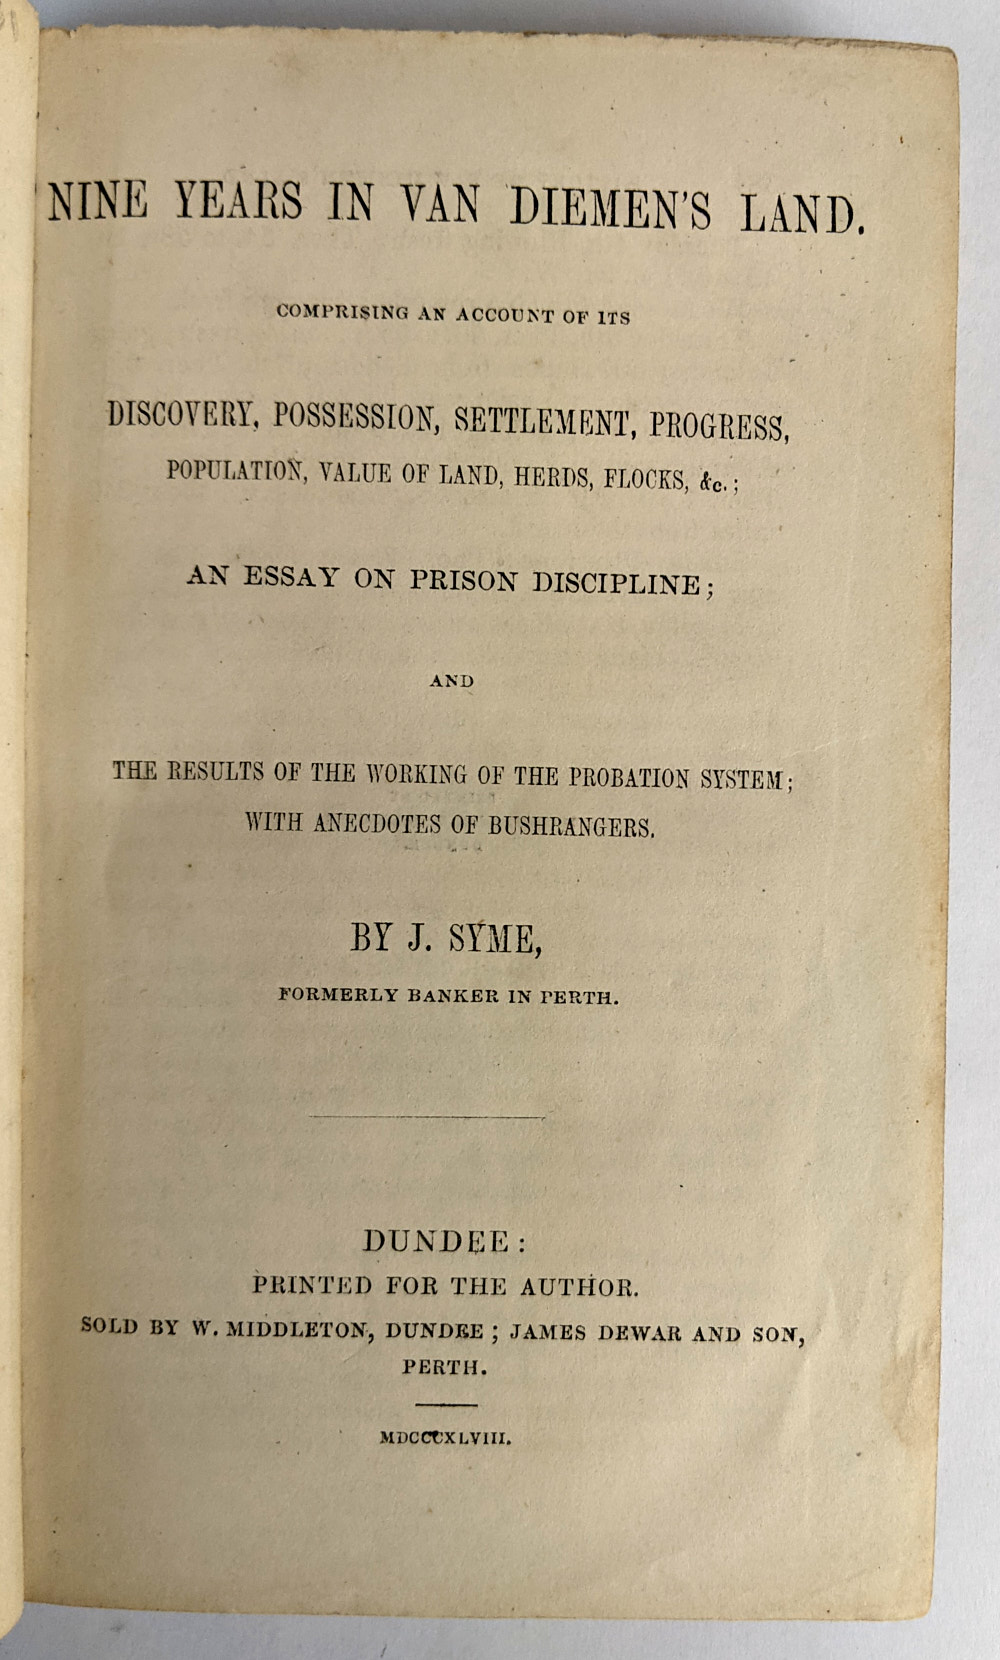 NINE YEARS IN VAN DIEMEN'S LAND.
COMPRISING AN ACCOUNT OF ITS
DISCOVERY, POSSESSION, SETTLEMENT, PROGRESS,
POPULATION, VALUE OF LAND, HERDS, FLOCKS, &c.;
AN ESSAY ON PRISON DISCIPLINE;
AND
THE RESULTS OF THE WORKING OF THE PROBATION SYSTEM;
WITH ANECDOTES OF BUSHRANGERS.
BY J. SYME,
FORMERLY BANKER IN PERTH.
DUNDEE:
PRINTED FOR THE AUTHOR.
SOLD BY W. MIDDLETON, DUNDEE; JAMES DEWAR AND SON,
PERTH.
MDCCCXLVIII.